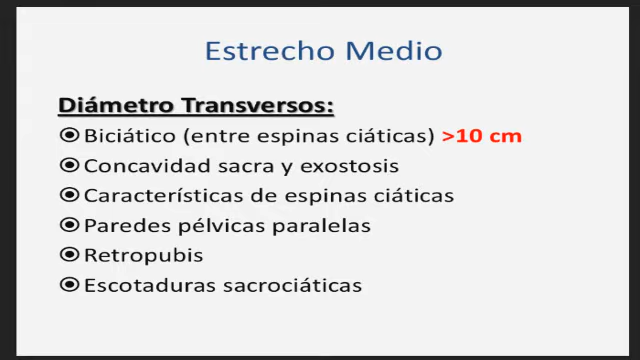 Estrecho Medio
Diámetro Transversos:
Biciático (entre espinas ciáticas) >10 cm
Concavidad sacra y exostosis
Características de espinas ciáticas
Paredes pélvicas paralelas
Retropubis
Escotaduras sacrociáticas